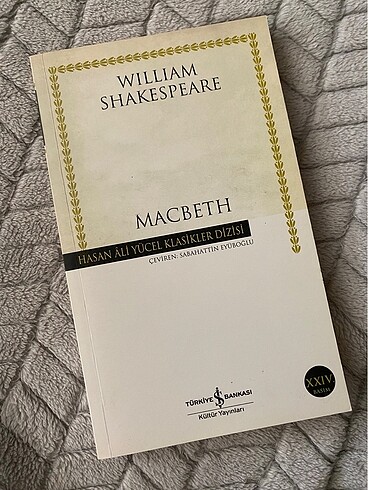 WILLIAM
SHAKESPEARE
MACBETH
HASAN ÂLİ YÜCEL KLASİKLER DİZİSİ
ÇEVİREN: SABAHATTİN EYÜBOĞLU
XXIV.
BASIM
TÜRKİYE İŞ BANKASI
Kültür Yayınları